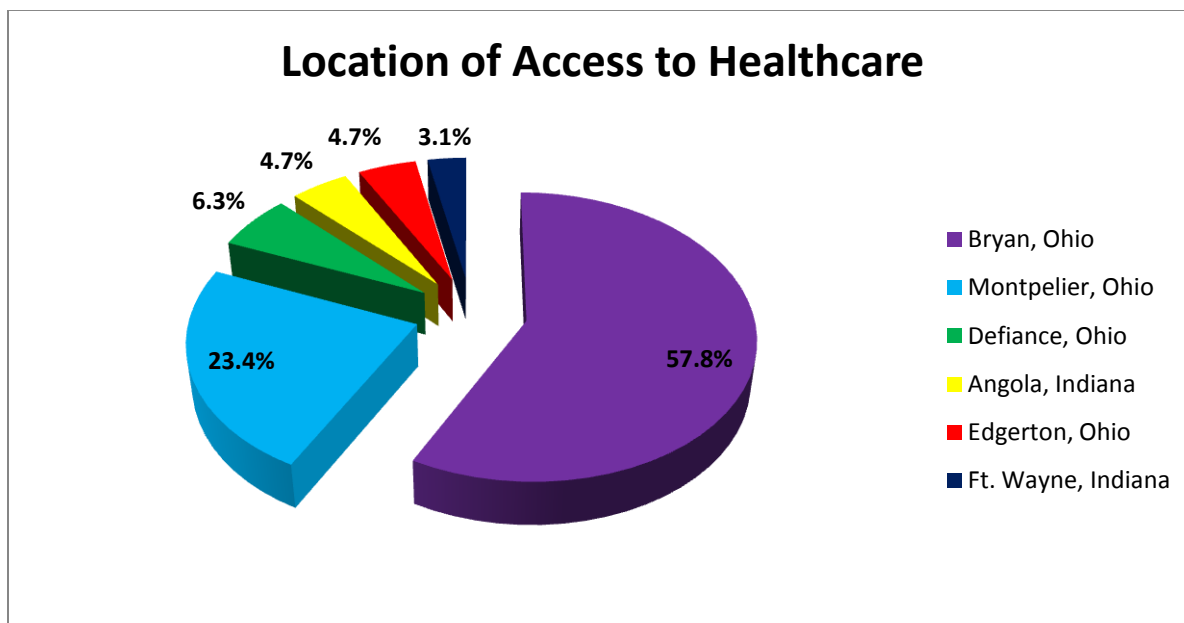 Location of Access to Healthcare
3.1%
4.7%
4.7%
6.3%
23.4%
57.8%
Bryan, Ohio
Montpelier, Ohio
Defiance, Ohio
Angola, Indiana
Edgerton, Ohio
Ft. Wayne, Indiana